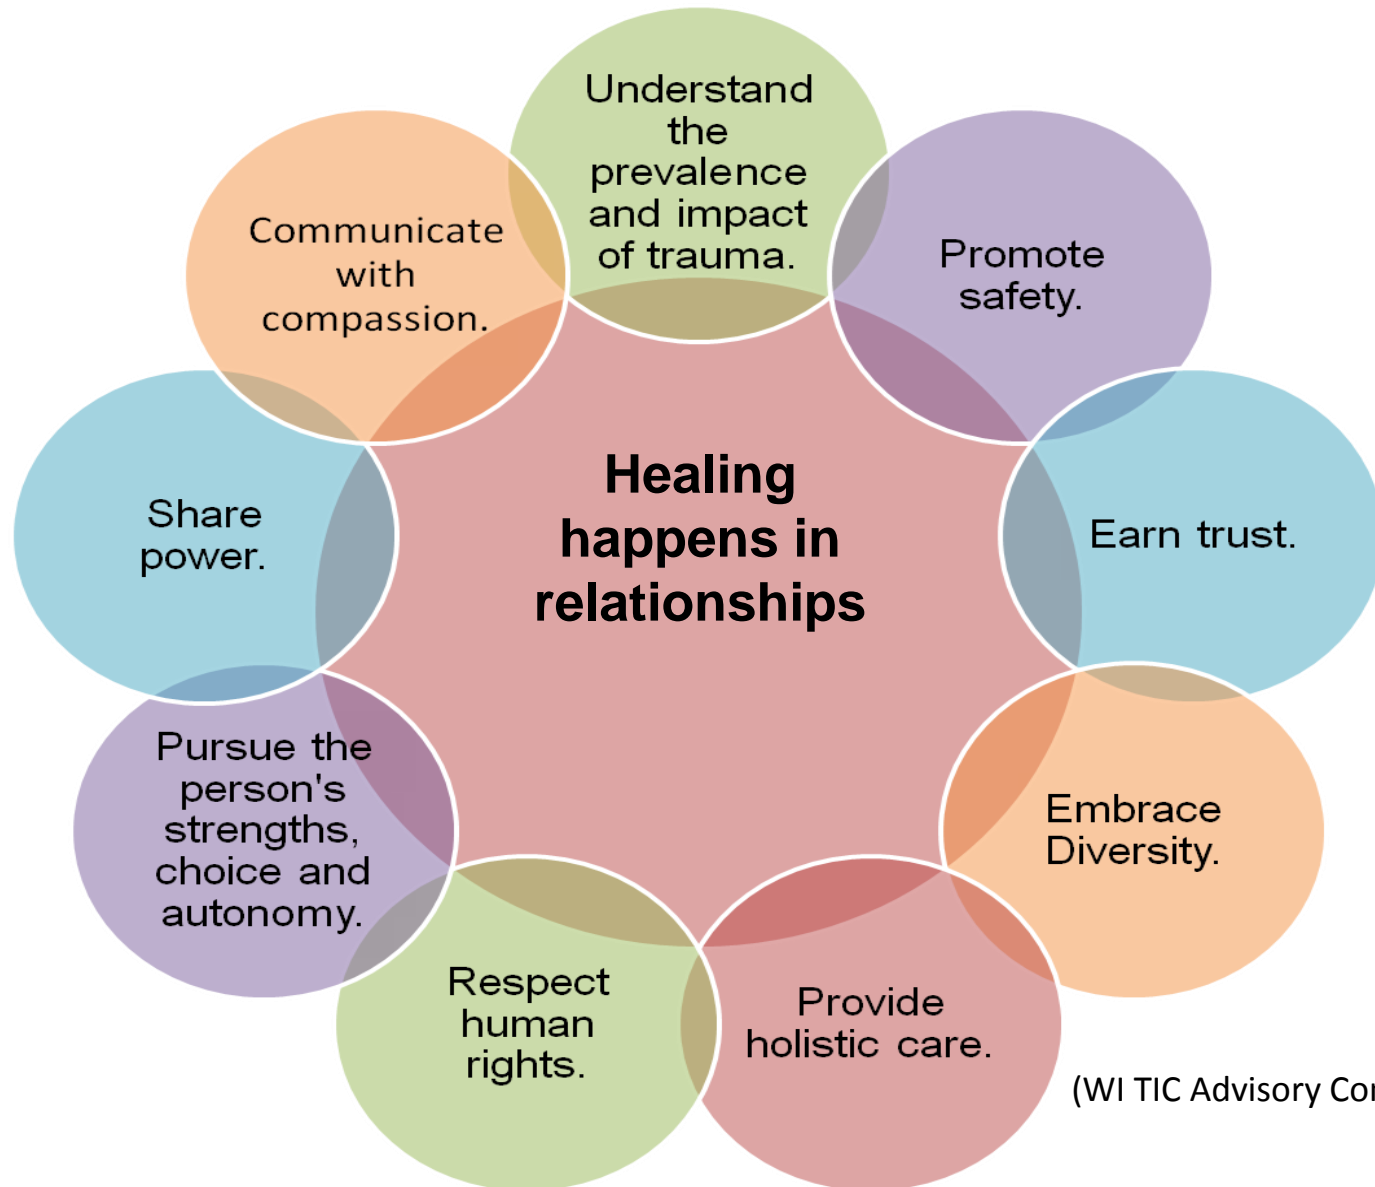 Understand
the
prevalence
and impact
of trauma.
Promote
safety.
Earn trust.
Embrace
Diversity.
Provide
holistic care.
Respect
human
rights.
Pursue the
person's
strengths,
choice and
autonomy.
Share
power.
Communicate
with
compassion.
Healing
happens in
relationships
(WI TIC Advisory